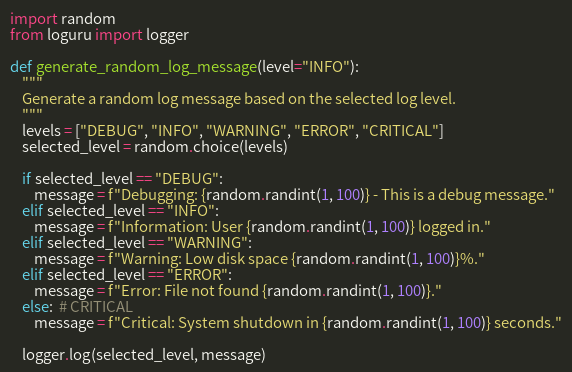 import random
from loguru import logger

def generate_random_log_message(level="INFO"):
    """
    Generate a random log message based on the selected log level.
    """
    levels = ["DEBUG", "INFO", "WARNING", "ERROR", "CRITICAL"]
    selected_level = random.choice(levels)

    if selected_level == "DEBUG":
        message = f"Debugging: {random.randint(1, 100)} - This is a debug message."
    elif selected_level == "INFO":
        message = f"Information: User {random.randint(1, 100)} logged in."
    elif selected_level == "WARNING":
        message = f"Warning: Low disk space {random.randint(1, 100)}%."
    elif selected_level == "ERROR":
        message = f"Error: File not found {random.randint(1, 100)}."
    else:  # CRITICAL
        message = f"Critical: System shutdown in {random.randint(1, 100)} seconds."

    logger.log(selected_level, message)